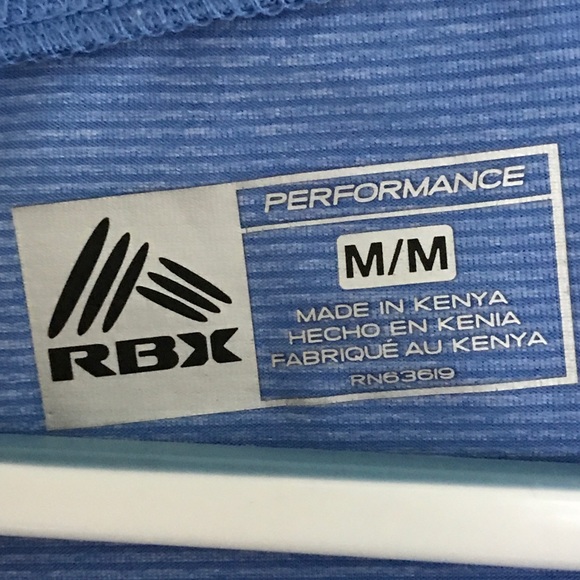 PERFORMANCE
M/M
MADE IN KENYA
HECHO EN KENIA
FABRIQUÉ AU KENYA
RN63619
RBX